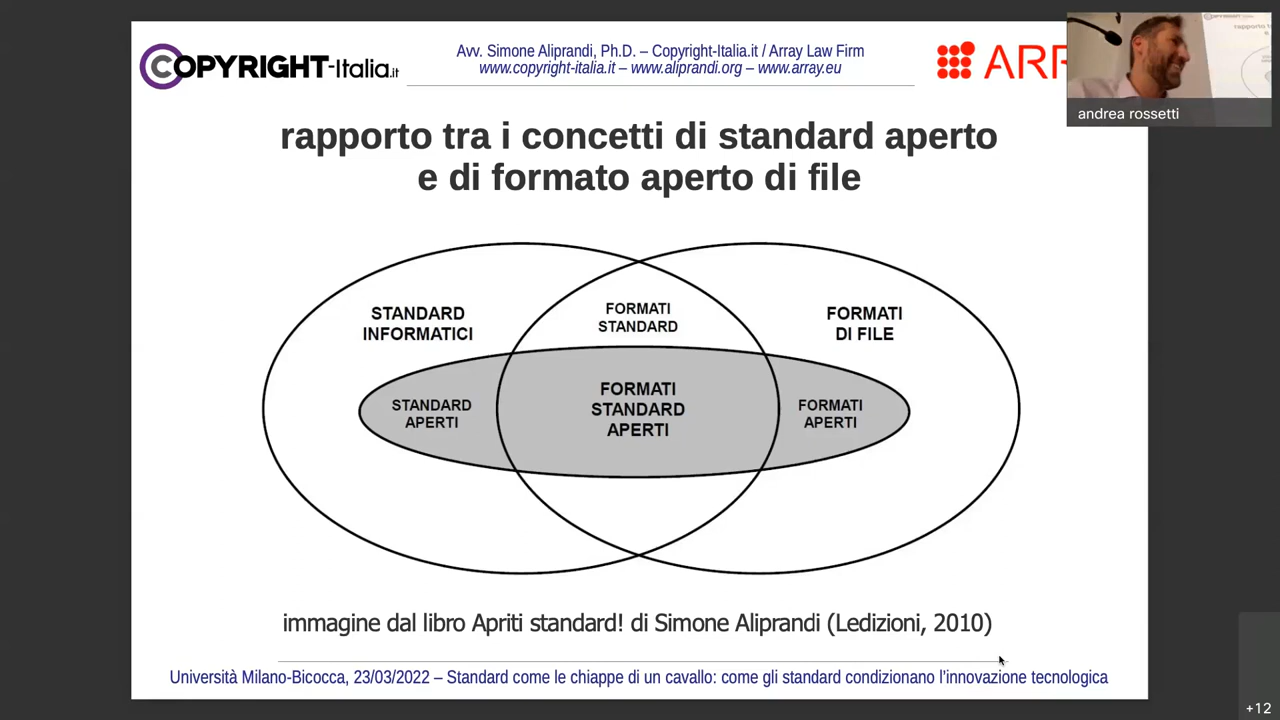 COPYRIGHT-Italia.it
Avv. Simone Aliprandi, Ph.D. – Copyright-Italia.it / Array Law Firm
www.copyright-italia.it – www.aliprandi.org – www.array.eu
ARR
andrea rossetti
rapporto tra i concetti di standard aperto
e di formato aperto di file
STANDARD
INFORMATICI
FORMATI
STANDARD
FORMATI
DI FILE
STANDARD
APERTI
FORMATI
STANDARD
APERTI
FORMATI
APERTI
immagine dal libro Apriti standard! di Simone Aliprandi (Ledizioni, 2010)
Università Milano-Bicocca, 23/03/2022 – Standard come le chiappe di un cavallo: come gli standard condizionano l'innovazione tecnologica
+12